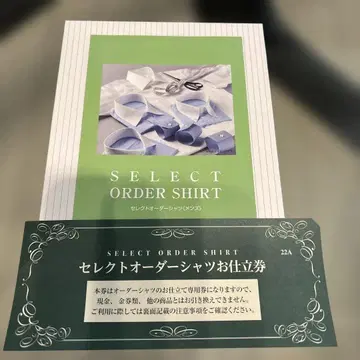 SELECT
ORDER SHIRT
セレクトオーダーシャツ〈メンズ〉
SELECT ORDER SHIRT
22A
セレクトオーダーシャツお仕立券
本券はオーダーシャツのお仕立て専用券になりますので、
現金、金券類、他の商品とはお引き換えできません。
ご利用に際しては裏面記載の注意事項をご確認ください。